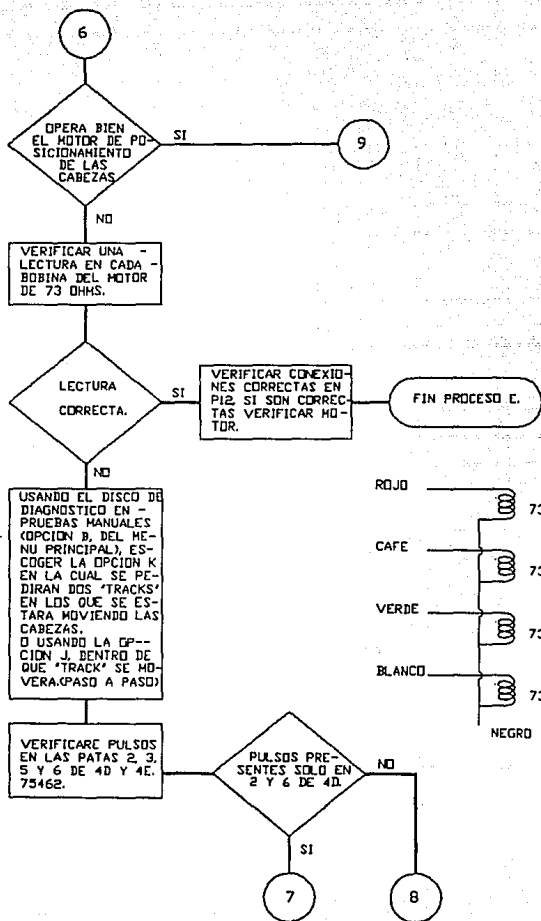 6
OPERA BIEN
EL MOTOR DE PO-
SICIONAMIENTO
DE LAS
CABEZAS
SI
9
NO
VERIFICAR UNA -
LECTURA EN CADA -
BOBINA DEL MOTOR
DE 73 OHMS.
LECTURA
CORRECTA.
SI
VERIFICAR CONEXIO-
NES CORRECTAS EN
P12, SI SON CORREC-
TAS VERIFICAR MO-
TOR.
FIN PROCESO C.
NO
USANDO EL DISCO DE
DIAGNOSTICO EN -
PRUEBAS MANUALES
(OPCION B, DEL ME-
NU PRINCIPAL), ES-
COGER LA OPCION K
EN LA CUAL SE PE-
DIRAN DOS "TRACKS"
EN LOS QUE SE ES-
TARA MOVIENDO LAS
CABEZAS.
O USANDO LA OP--
CION J, DENTRO DE
QUE "TRACK" SE MO-
VERA.(PASO A PASO)
ROJO
73
CAFE
73
VERDE
73
BLANCO
73
NEGRO
VERIFICARE PULSOS
EN LAS PATAS 2, 3,
5 Y 6 DE 4D Y 4E.
75462.
PULSOS PRE-
SENTES SOLO EN
2 Y 6 DE 4D.
NO
SI
7
8